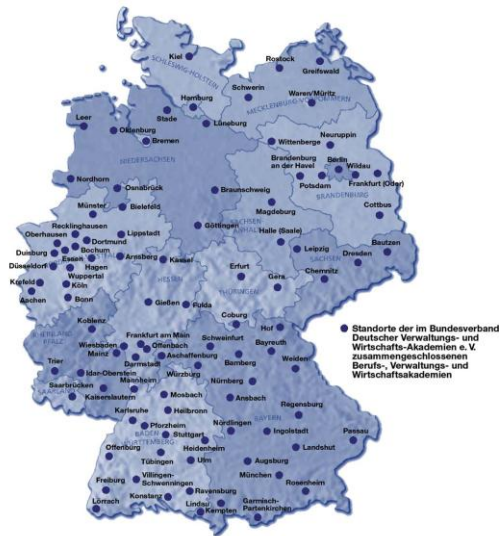 Kiel
SCHLESWIG-HOLSTEIN
Rostock
Greifswald
Schwerin
Waren/Müritz
MECKLENBURG-VORPOMMERN
Hamburg
Stade
Lüneburg
Leer
Oldenburg
Bremen
Wittenberge
Neuruppin
NIEDERSACHSEN
Brandenburg
an der Havel
Berlin
Wildau
Potsdam
Frankfurt (Oder)
BRANDENBURG
Nordhorn
Osnabrück
Braunschweig
Münster
Bielefeld
Magdeburg
Cottbus
Recklinghausen
Oberhausen
Lippstadt
Göttingen
SACHSEN
Halle (Saale)
Leipzig
Bautzen
Dortmund
Duisburg
Bochum
Essen
Arnsberg
Kassel
Dresden
SACHSEN
Düsseldorf
Hagen
Wuppertal
HESSEN
Erfurt
Gera
Chemnitz
Krefeld
Köln
THÜRINGEN
Aachen
Bonn
Gießen
Fulda
Koblenz
Coburg
Hof
RHEINLAND
PFALZ
Frankfurt am Main
Schweinfurt
Wiesbaden
Offenbach
Bayreuth
Mainz
Aschaffenburg
Bamberg
Weiden
Trier
Darmstadt
Idar-Oberstein
Würzburg
Mannheim
Nürnberg
Saarbrücken
SAARLAND
Kaiserslautern
Mosbach
Ansbach
Karlsruhe
Heilbronn
Regensburg
BAYERN
Pforzheim
Nördlingen
BADEN
WÜRTTEMBERG
Stuttgart
Ingolstadt
Passau
Offenburg
Heidenheim
Landshut
Tübingen
Ulm
Augsburg
Villingen-
Schwenningen
München
Freiburg
Ravensburg
Rosenheim
Konstanz
Lindau
Garmisch-
Partenkirchen
Lörrach
Kempten
Standorte der im Bundesverband
Deutscher Verwaltungs- und
Wirtschafts-Akademien e. V.
zusammengeschlossenen
Berufs-, Verwaltungs- und
Wirtschaftsakademien